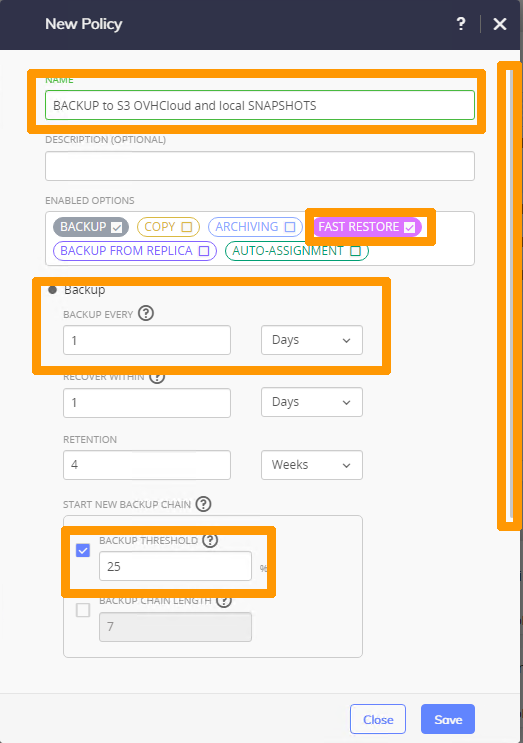 New Policy ?
NAME
BACKUP to S3 OVHCloud and local SNAPSHOTS
DESCRIPTION (OPTIONAL)
ENABLED OPTIONS
BACKUP COPY ARCHIVING FAST RESTORE
BACKUP FROM REPLICA AUTO-ASSIGNMENT
Backup
BACKUP EVERY ?
1 Days
RECOVER WITHIN ?
1 Days
RETENTION
4 Weeks
START NEW BACKUP CHAIN ?
BACKUP THRESHOLD ?
25 %
BACKUP CHAIN LENGTH ?
7
Close Save